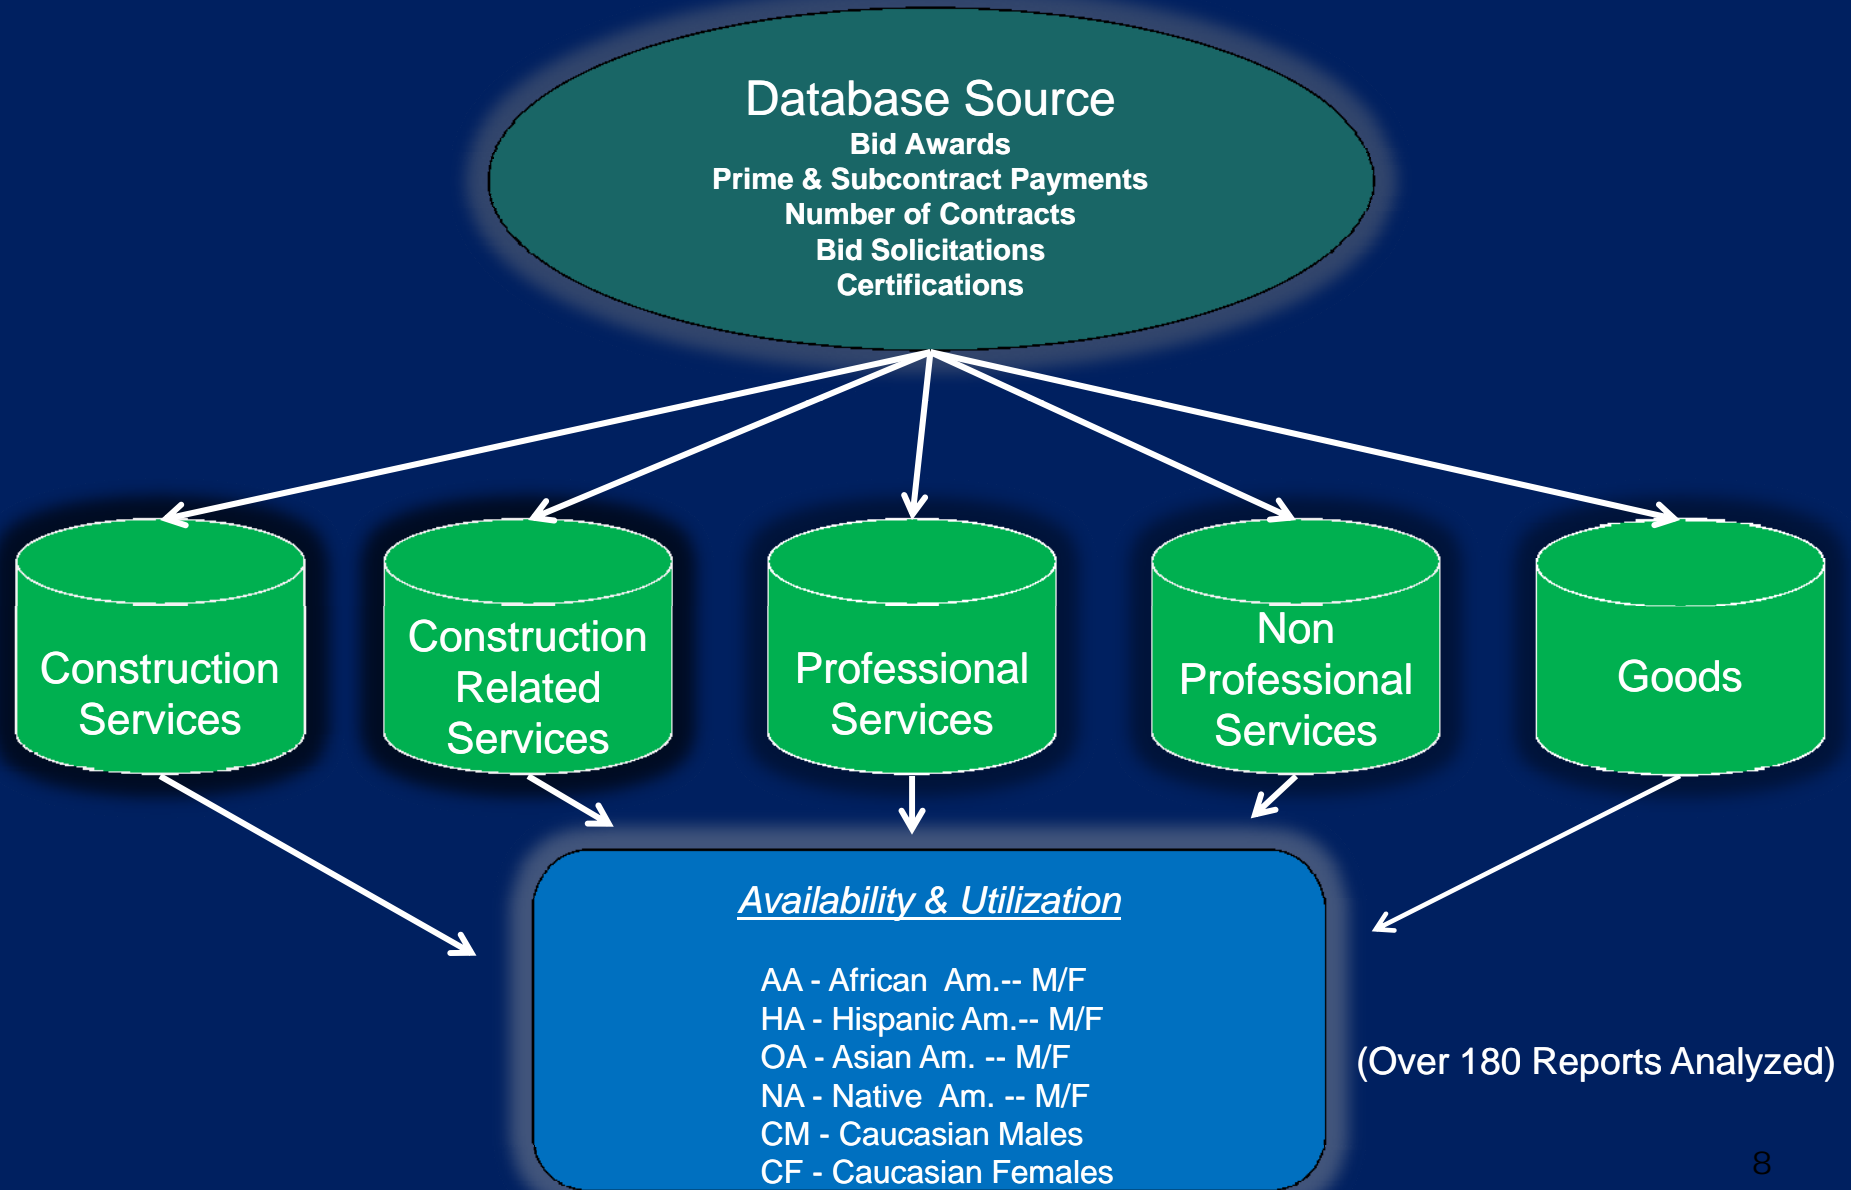 Database Source
Bid Awards
Prime & Subcontract Payments
Number of Contracts
Bid Solicitations
Certifications
Construction
Services
Construction
Related
Services
Professional
Services
Non
Professional
Services
Goods
Availability & Utilization
AA - African Am.-- M/F
HA - Hispanic Am.-- M/F
OA - Asian Am. -- M/F
NA - Native Am. -- M/F
CM - Caucasian Males
CF - Caucasian Females
(Over 180 Reports Analyzed)
8